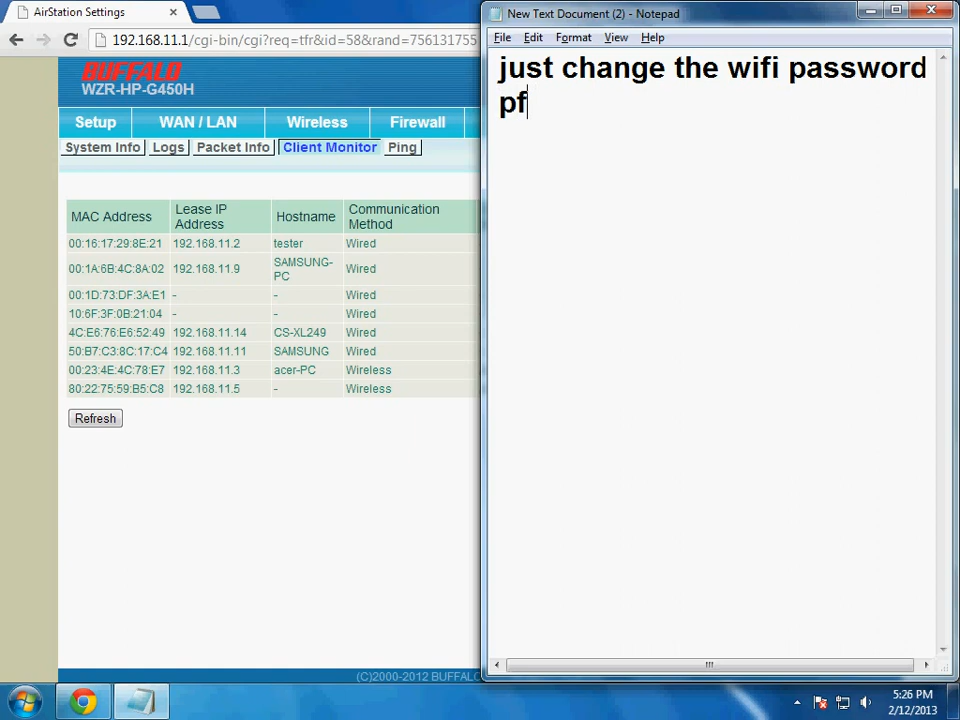 AirStation Settings
192.168.11.1/cgi-bin/cgi?req=tfr&id=58&rand=756131755
BUFFALO
WZR-HP-G450H
Setup WAN / LAN Wireless Firewall
System Info Logs Packet Info Client Monitor Ping
MAC Address Lease IP Address Hostname Communication Method
00:16:17:29:8E:21 192.168.11.2 tester Wired
00:1A:6B:4C:8A:02 192.168.11.9 SAMSUNG-PC Wired
00:1D:73:DF:3A:E1 - - Wired
10:6F:3F:0B:21:04 - - Wired
4C:E6:76:E6:52:49 192.168.11.14 CS-XL249 Wired
50:B7:C3:8C:17:C4 192.168.11.11 SAMSUNG Wired
00:23:4E:4C:78:E7 192.168.11.3 acer-PC Wireless
80:22:75:59:B5:C8 192.168.11.5 - Wireless
Refresh
(C)2000-2012 BUFFALO
New Text Document (2) - Notepad
File Edit Format View Help
just change the wifi password
pf
5:26 PM
2/12/2013